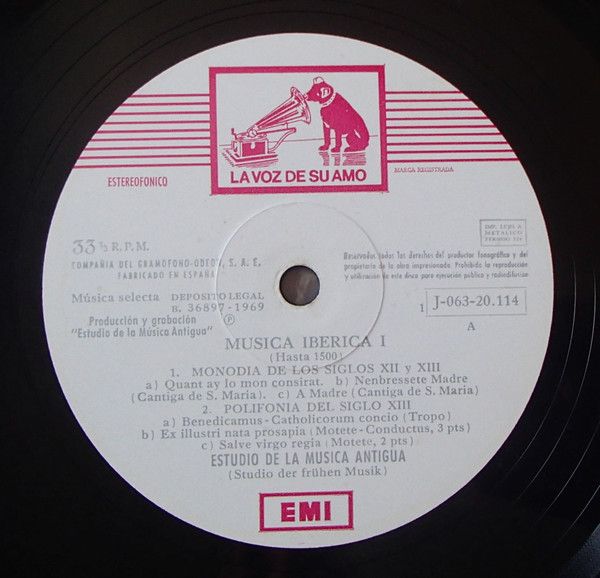 LA VOZ DE SU AMO
MARCA REGISTRADA
ESTEREOFONICO
33 ⅓ R. P. M.
COMPAÑIA DEL GRAMOFONO-ODEON, S. A. E.
FABRICADO EN ESPAÑA
Reservados todos los derechos del productor fonográfico y del
propietario de la obra impresionada. Prohibida la reproducción
y utilización de este disco para ejecución pública y radiodifusión
Música selecta DEPOSITO LEGAL
B. 36897-1969
1 J-063-20.114
A
Producción y grabación ℗
"Estudio de la Música Antigua"
MUSICA IBERICA I
(Hasta 1500)
1. MONODIA DE LOS SIGLOS XII y XIII
a) Quant ay lo mon consirat. b) Nenbressete Madre
(Cantiga de S. María). c) A Madre (Cantiga de S. Maria)
2. POLIFONIA DEL SIGLO XIII
a) Benedicamus-Catholicorum concio (Tropo)
b) Ex illustri nata prosapia (Motete-Conductus, 3 pts)
c) Salve virgo regia (Motete, 2 pts)
ESTUDIO DE LA MUSICA ANTIGUA
(Studio der frühen Musik)
EMI